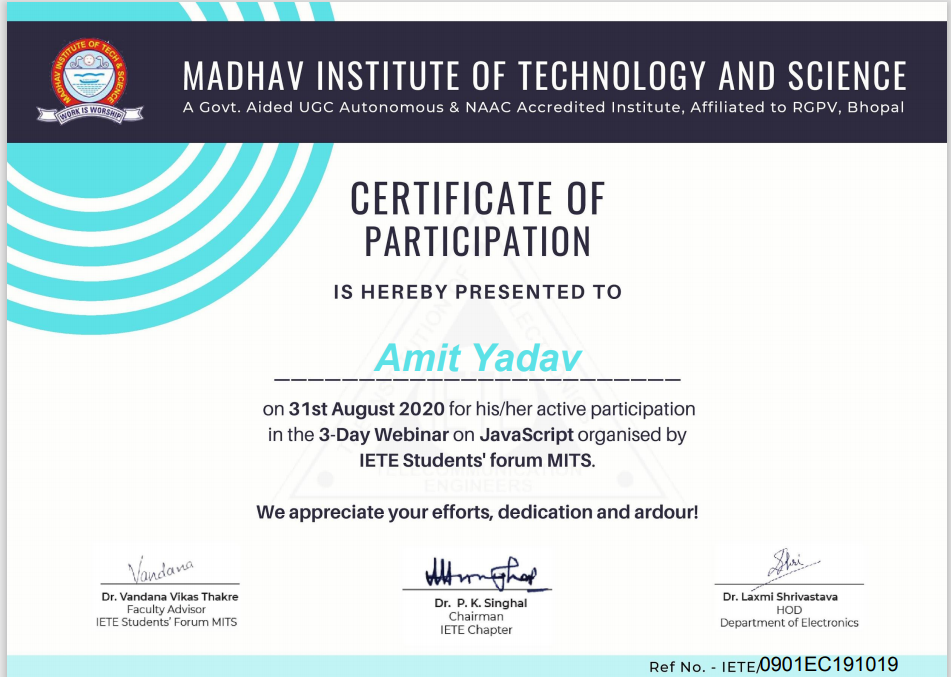 MADHAV INSTITUTE OF TECH & SCIENCE
WORK IS WORSHIP
MADHAV INSTITUTE OF TECHNOLOGY AND SCIENCE
A Govt. Aided UGC Autonomous & NAAC Accredited Institute, Affiliated to RGPV, Bhopal
CERTIFICATE OF
PARTICIPATION
IS HEREBY PRESENTED TO
Amit Yadav
on 31st August 2020 for his/her active participation
in the 3-Day Webinar on JavaScript organised by
IETE Students' forum MITS.
ENGINEERS
We appreciate your efforts, dedication and ardour!
Vandana
Dr. Vandana Vikas Thakre
Faculty Advisor
IETE Students' Forum MITS
Dr. P. K. Singhal
Chairman
IETE Chapter
Shri
Dr. Laxmi Shrivastava
HOD
Department of Electronics
Ref No. - IETE/0901EC191019